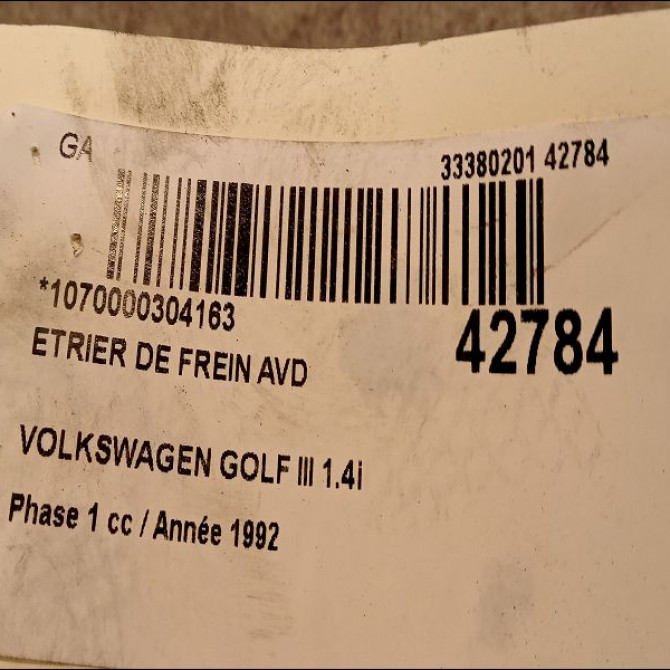 GA
33380201 42784
*1070000304163
42784
ETRIER DE FREIN AVD
VOLKSWAGEN GOLF III 1.4i
Phase 1 cc / Année 1992